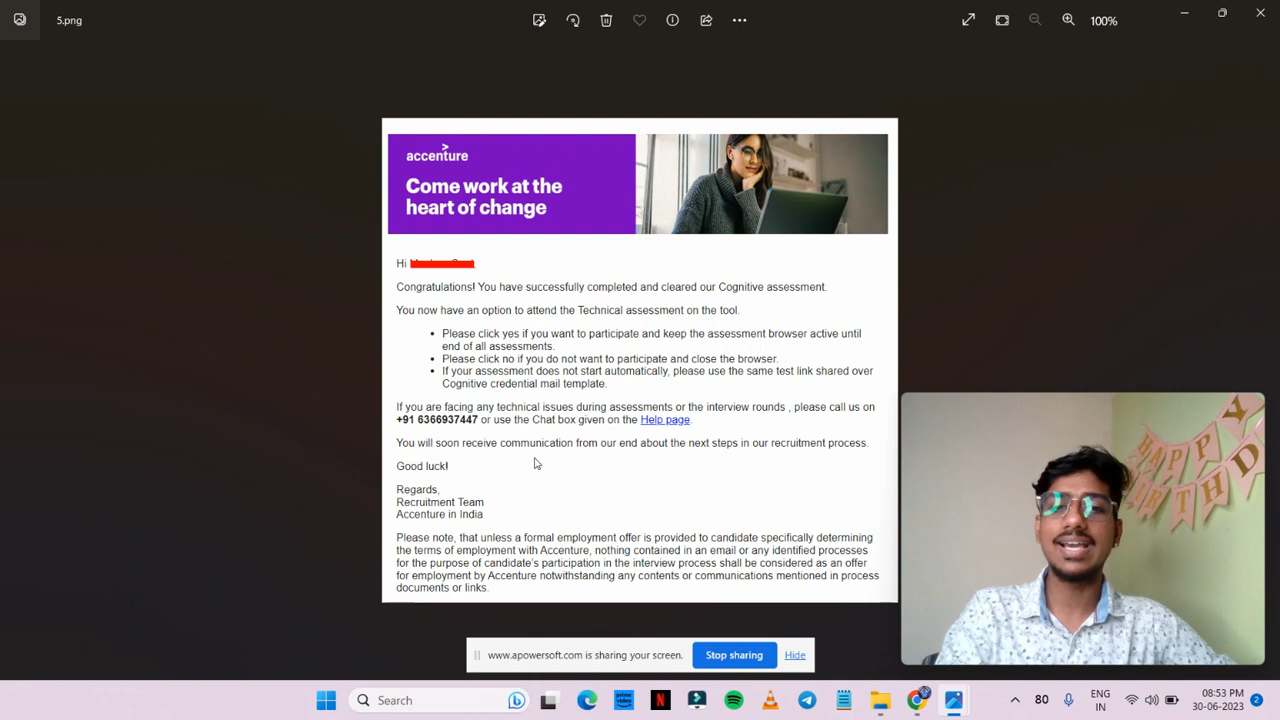 5.png
100%
accenture
Come work at the
heart of change
Hi
Congratulations! You have successfully completed and cleared our Cognitive assessment.
You now have an option to attend the Technical assessment on the tool.
• Please click yes if you want to participate and keep the assessment browser active until
end of all assessments.
• Please click no if you do not want to participate and close the browser.
• If your assessment does not start automatically, please use the same test link shared over
Cognitive credential mail template.
If you are facing any technical issues during assessments or the interview rounds , please call us on
+91 6366937447 or use the Chat box given on the Help page.
You will soon receive communication from our end about the next steps in our recruitment process.
Good luck!
Regards,
Recruitment Team
Accenture in India
Please note, that unless a formal employment offer is provided to candidate specifically determining
the terms of employment with Accenture, nothing contained in an email or any identified processes
for the purpose of candidate's participation in the interview process shall be considered as an offer
for employment by Accenture notwithstanding any contents or communications mentioned in process
documents or links.
HAPPY
www.apowersoft.com is sharing your screen.
Stop sharing
Hide
Search
prime video
N
80
ENG
IN
08:53 PM
30-06-2023
2